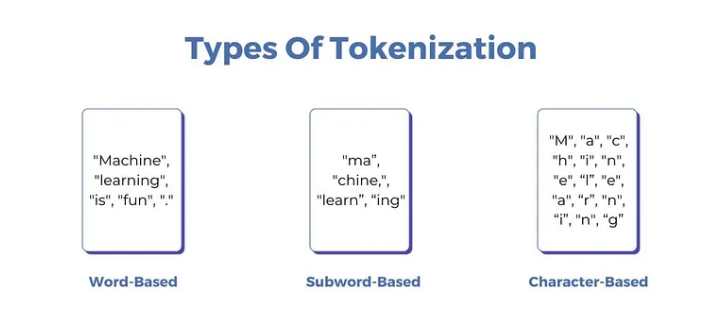 Types Of Tokenization
"Machine",
"learning",
"is", "fun", "."
Word-Based
"ma”,
"chine,",
"learn”, “ing"
Subword-Based
"M", "a", "c",
"h", "i", "n",
"e", “l”, "e",
"a", “r”, "n",
“i”, "n", “g”
Character-Based